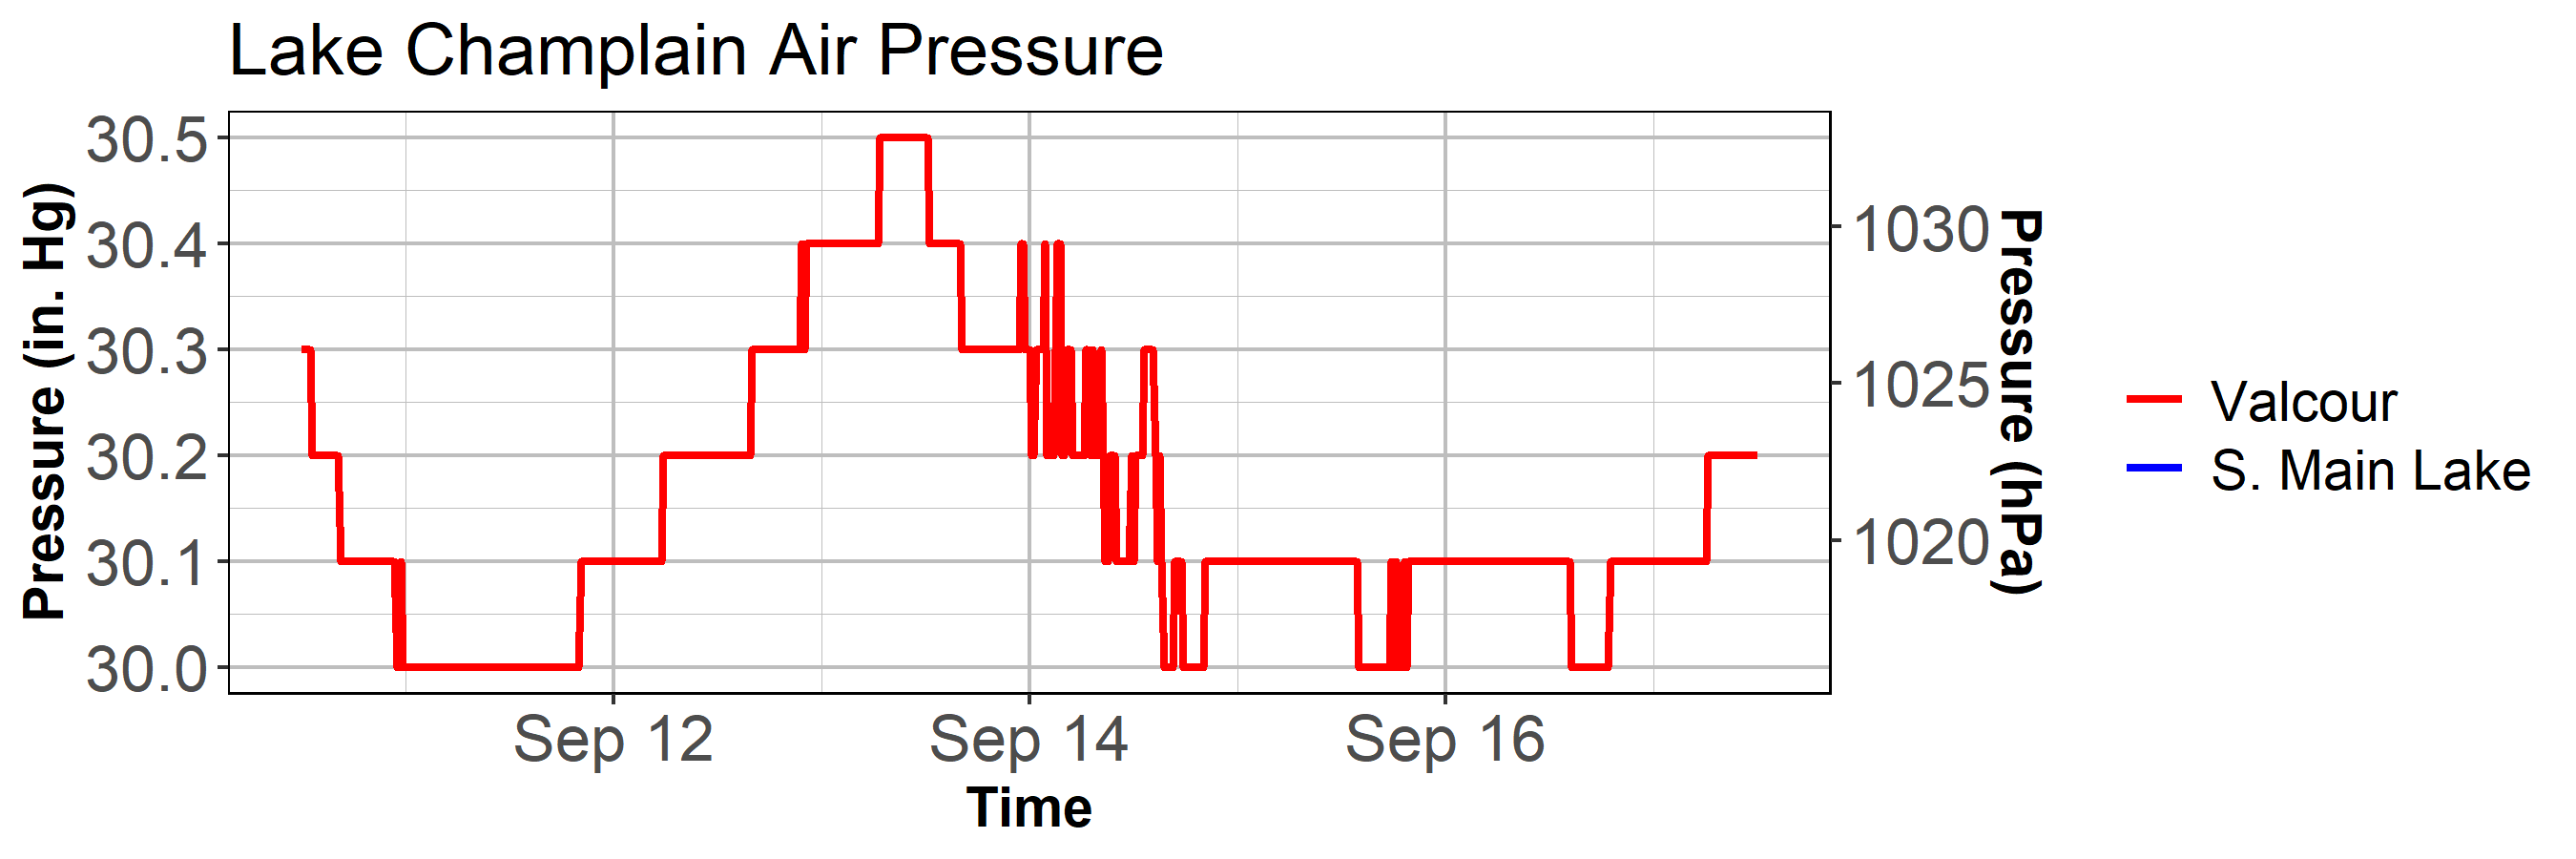 Lake Champlain Air Pressure
Pressure (in. Hg)
30.5
30.4
30.3
30.2
30.1
30.0
1030
1025
1020
Pressure (hPa)
Valcour
S. Main Lake
Sep 12
Sep 14
Sep 16
Time